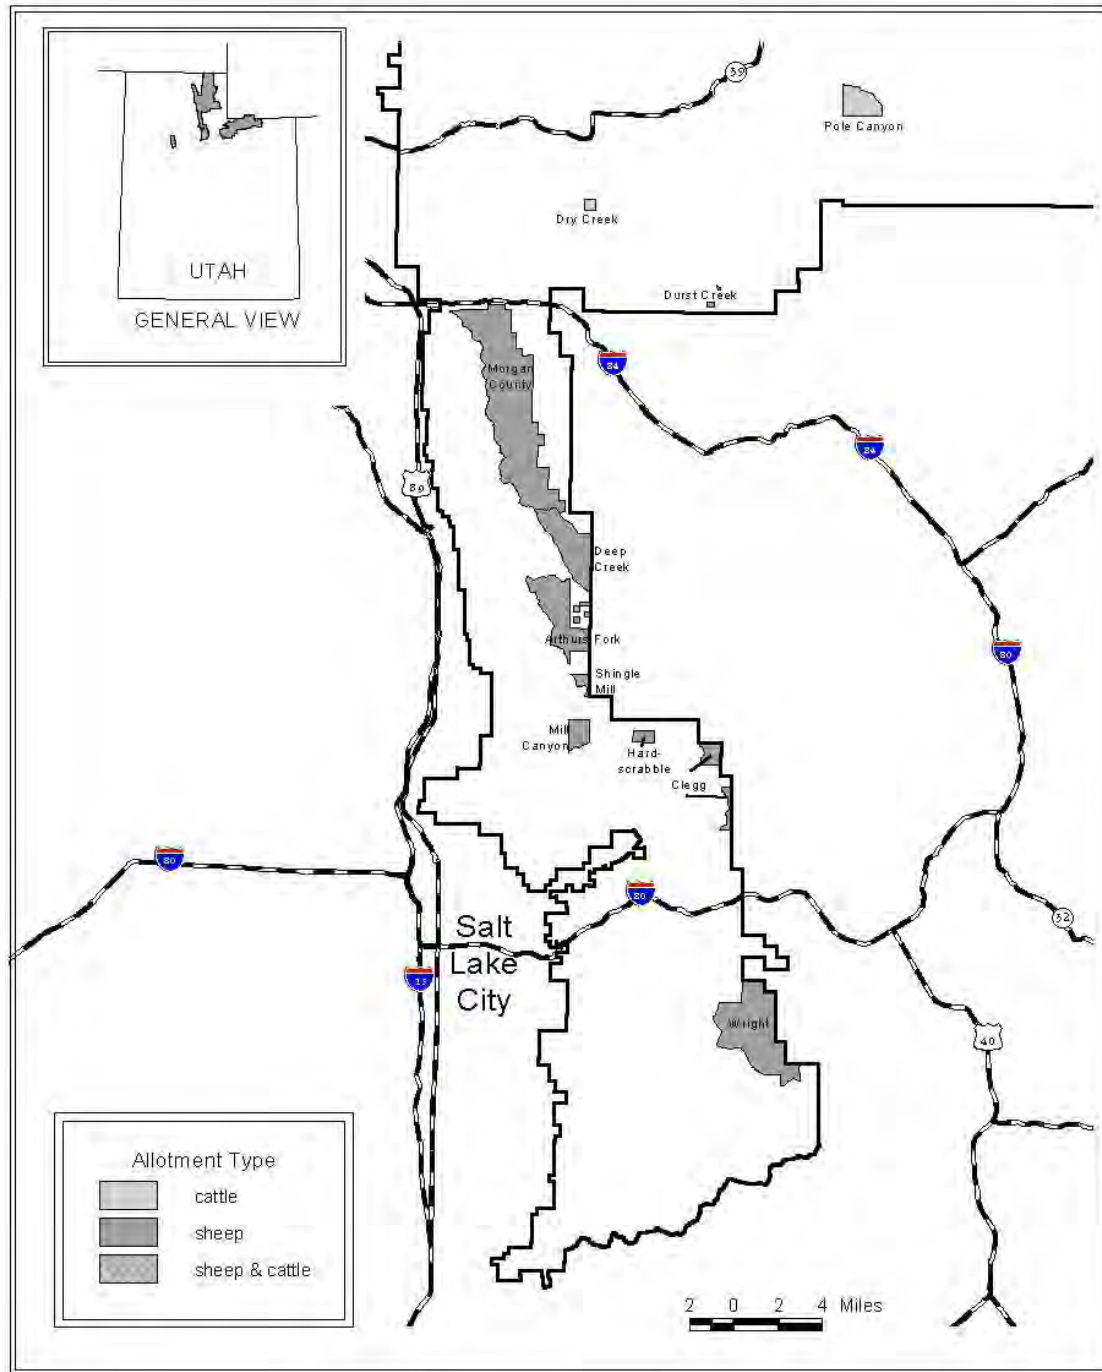 UTAH
GENERAL VIEW
39
Pole Canyon
Dry Creek
Durst Creek
Morgan
County
84
84
89
Deep
Creek
Arthurs Fork
Shingle
Mill
80
Mill
Canyon
Hard-
scrabble
Clegg
80
80
32
Salt
Lake
City
15
Wright
40
Allotment Type
cattle
sheep
sheep & cattle
2 0 2 4 Miles